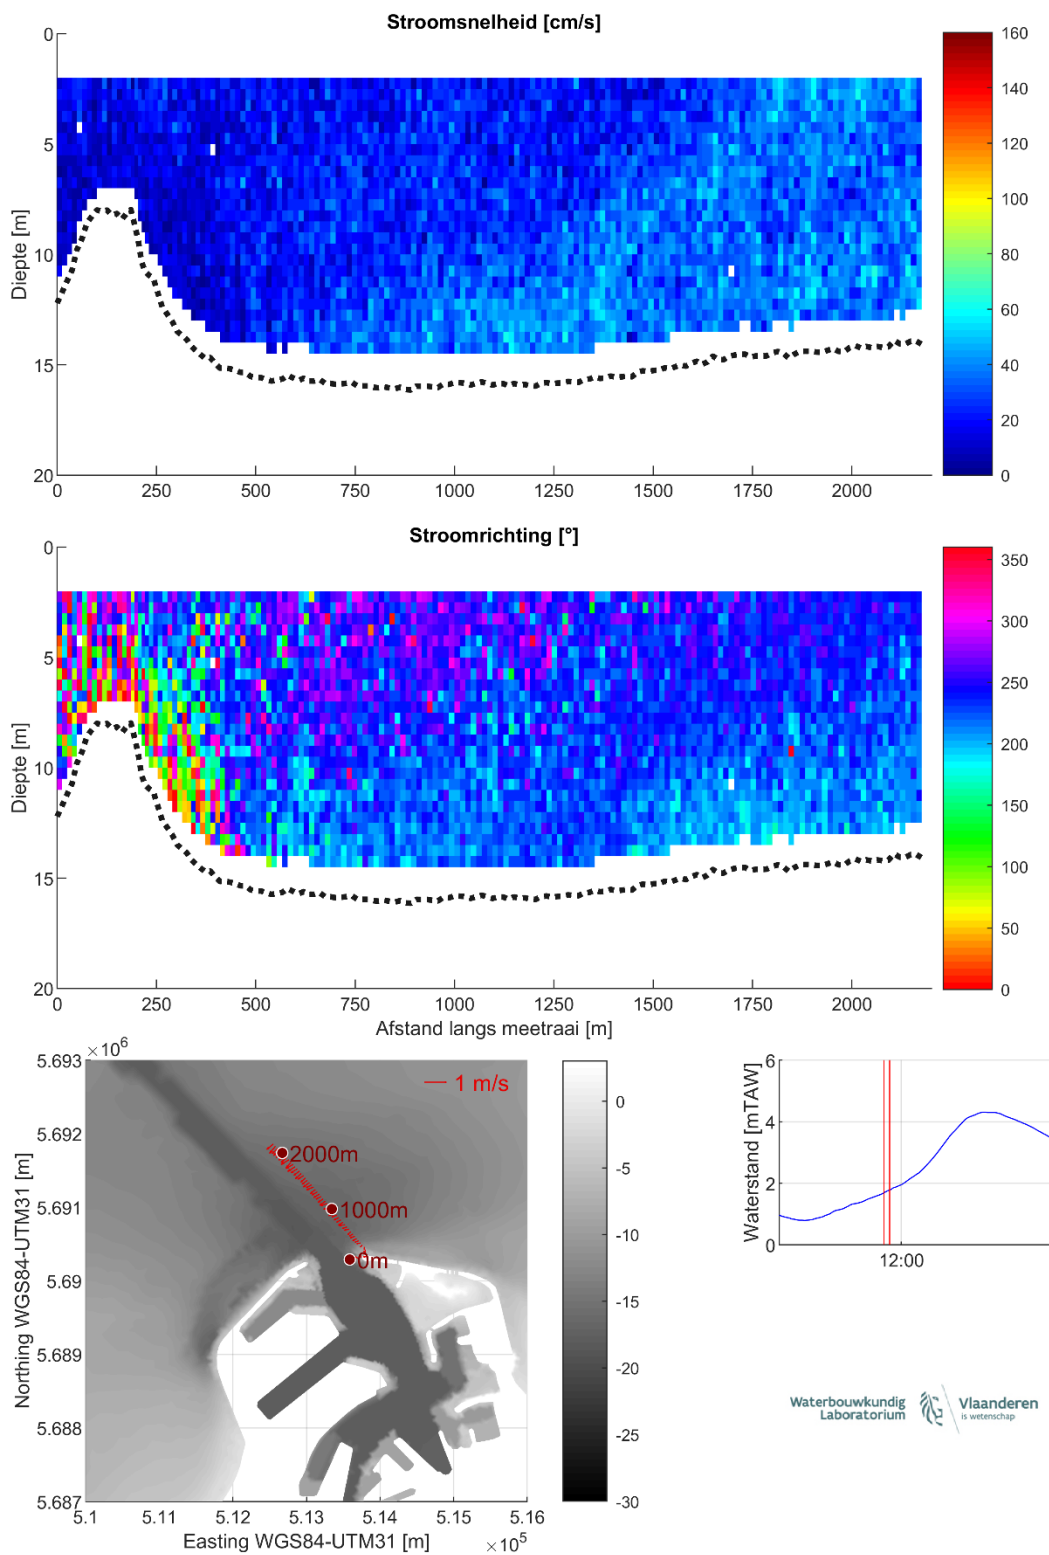 Stroomsnelheid [cm/s]
0
5
10
15
20
Diepte [m]
0 250 500 750 1000 1250 1500 1750 2000
160
140
120
100
80
60
40
20
0
Stroomrichting [°]
0
5
10
15
20
Diepte [m]
0 250 500 750 1000 1250 1500 1750 2000
Afstand langs meetraai [m]
350
300
250
200
150
100
50
0
×10⁶
5.693
5.692
5.691
5.69
5.689
5.688
5.687
Northing WGS84-UTM31 [m]
1 m/s
2000m
1000m
0m
5.1 5.11 5.12 5.13 5.14 5.15 5.16
Easting WGS84-UTM31 [m]
×10⁵
0
-5
-10
-15
-20
-25
-30
Waterstand [mTAW]
6
4
2
0
12:00
Waterbouwkundig
Laboratorium
Vlaanderen
is wetenschap